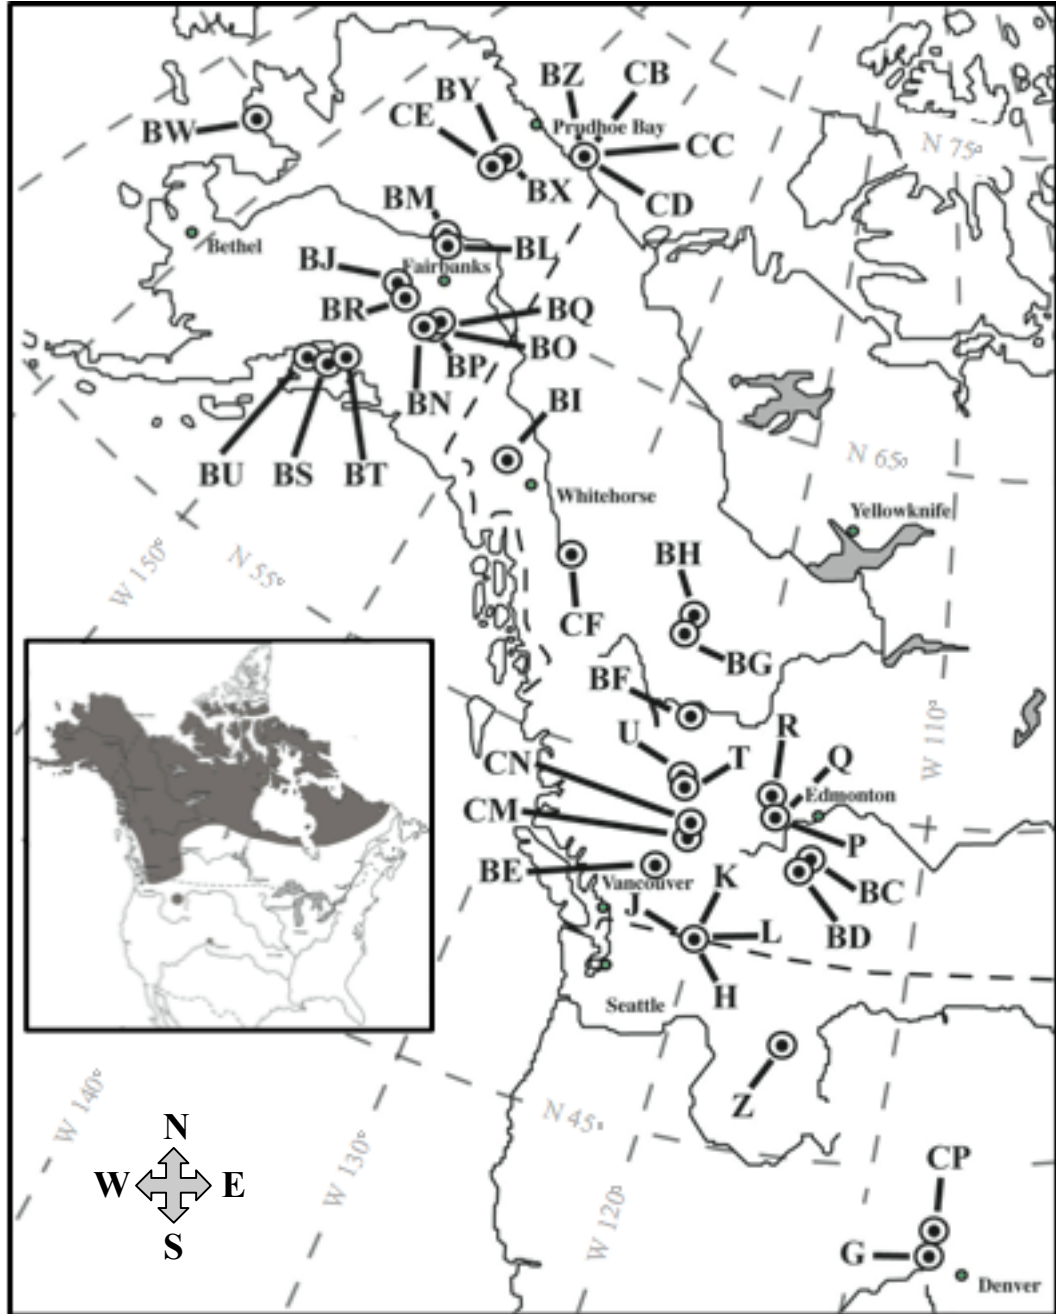 BZ
CB
BY
CE
Prudhoe Bay
BW
CC
N 75°
BX
CD
BM
Bethel
BL
BJ
Fairbanks
BR
BQ
BO
BP
BN
BI
BU
BS
BT
N 65°
Whitehorse
Yellowknife
W 150°
N 55°
BH
CF
BG
BF
W 110°
U
R
CN
T
Q
Edmonton
CM
P
BE
Vancouver
K
BC
J
L
BD
H
Seattle
Z
W 140°
N 45°
N
W 130°
CP
W
E
W 120°
S
G
Denver